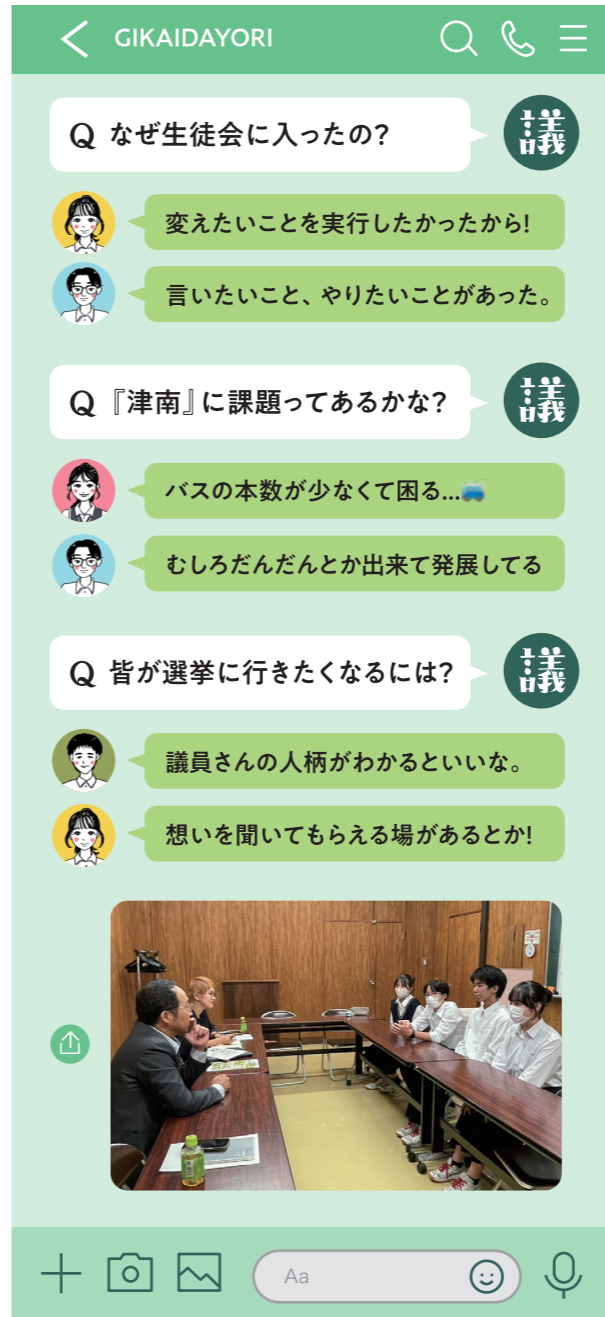 GIKAIDAYORI
Q なぜ生徒会に入ったの?
議
変えたいことを実行したかったから!
言いたいこと、やりたいことがあった。
Q 『津南』に課題ってあるかな?
議
バスの本数が少なくて困る...🚙
むしろだんだんとか出来て発展してる
Q 皆が選挙に行きたくなるには?
議
議員さんの人柄がわかるといいな。
想いを聞いてもらえる場があるとか!
Aa